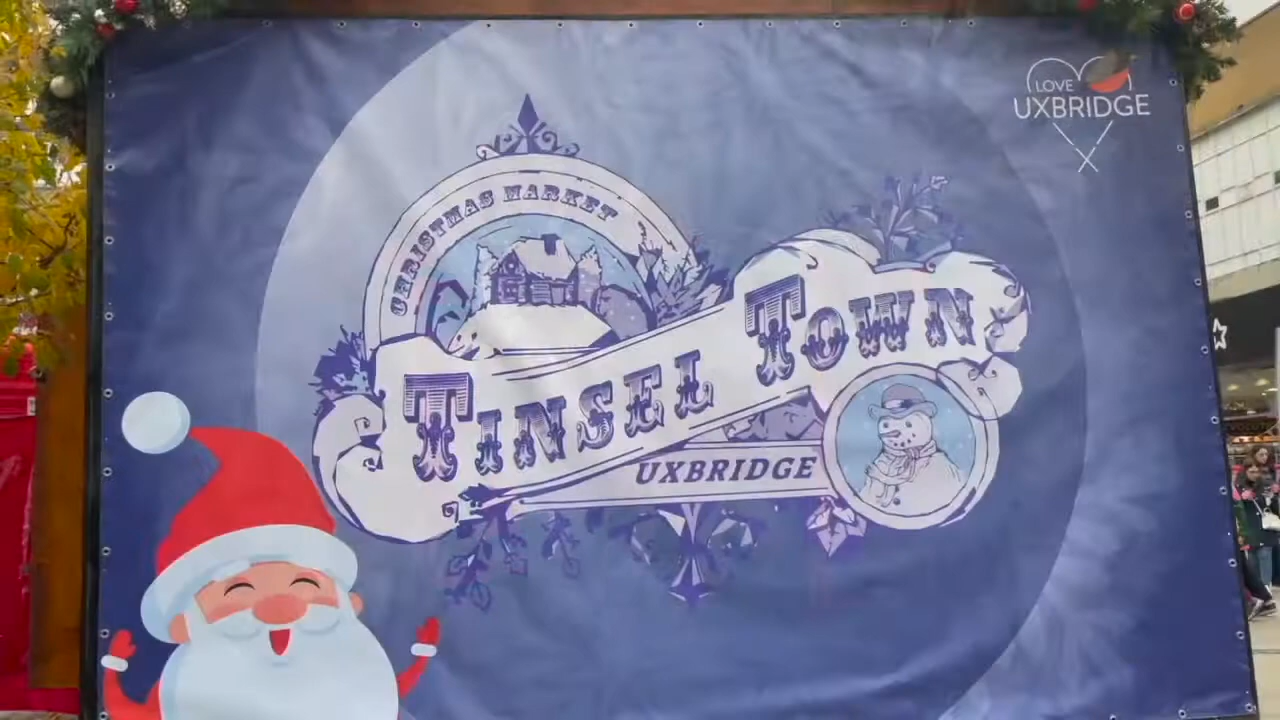 LOVE
UXBRIDGE
CHRISTMAS MARKET
TINSEL TOWN
UXBRIDGE